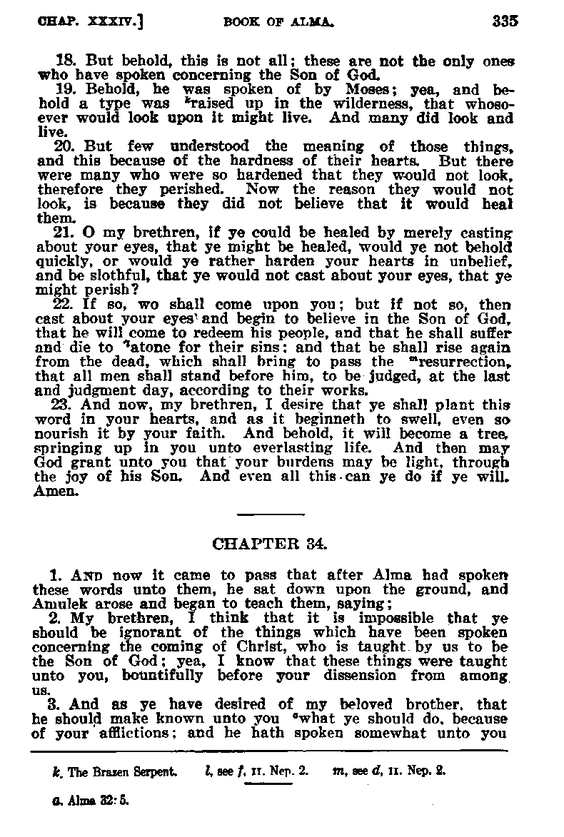 CHAP. XXXIV.] BOOK OF ALMA. 335
18. But behold, this is not all; these are not the only ones
who have spoken concerning the Son of God.
19. Behold, he was spoken of by Moses; yea, and be-
hold a type was ᵏraised up in the wilderness, that whoso-
ever would look upon it might live. And many did look and
live.
20. But few understood the meaning of those things,
and this because of the hardness of their hearts. But there
were many who were so hardened that they would not look,
therefore they perished. Now the reason they would not
look, is because they did not believe that it would heal
them.
21. O my brethren, if ye could be healed by merely casting
about your eyes, that ye might be healed, would ye not behold
quickly, or would ye rather harden your hearts in unbelief,
and be slothful, that ye would not cast about your eyes, that ye
might perish?
22. If so, wo shall come upon you; but if not so, then
cast about your eyes and begin to believe in the Son of God,
that he will come to redeem his people, and that he shall suffer
and die to ˡatone for their sins; and that he shall rise again
from the dead, which shall bring to pass the ᵐresurrection,
that all men shall stand before him, to be judged, at the last
and judgment day, according to their works.
23. And now, my brethren, I desire that ye shall plant this
word in your hearts, and as it beginneth to swell, even so
nourish it by your faith. And behold, it will become a tree,
springing up in you unto everlasting life. And then may
God grant unto you that your burdens may be light, through
the joy of his Son. And even all this can ye do if ye will.
Amen.
CHAPTER 34.
1. AND now it came to pass that after Alma had spoken
these words unto them, he sat down upon the ground, and
Amulek arose and began to teach them, saying;
2. My brethren, I think that it is impossible that ye
should be ignorant of the things which have been spoken
concerning the coming of Christ, who is taught by us to be
the Son of God; yea, I know that these things were taught
unto you, bountifully before your dissension from among
us.
3. And as ye have desired of my beloved brother, that
he should make known unto you ᵃwhat ye should do, because
of your afflictions; and he hath spoken somewhat unto you
k, The Brazen Serpent. l, see f, II. Nep. 2. m, see d, II. Nep. 2.
a, Alma 32: 5.